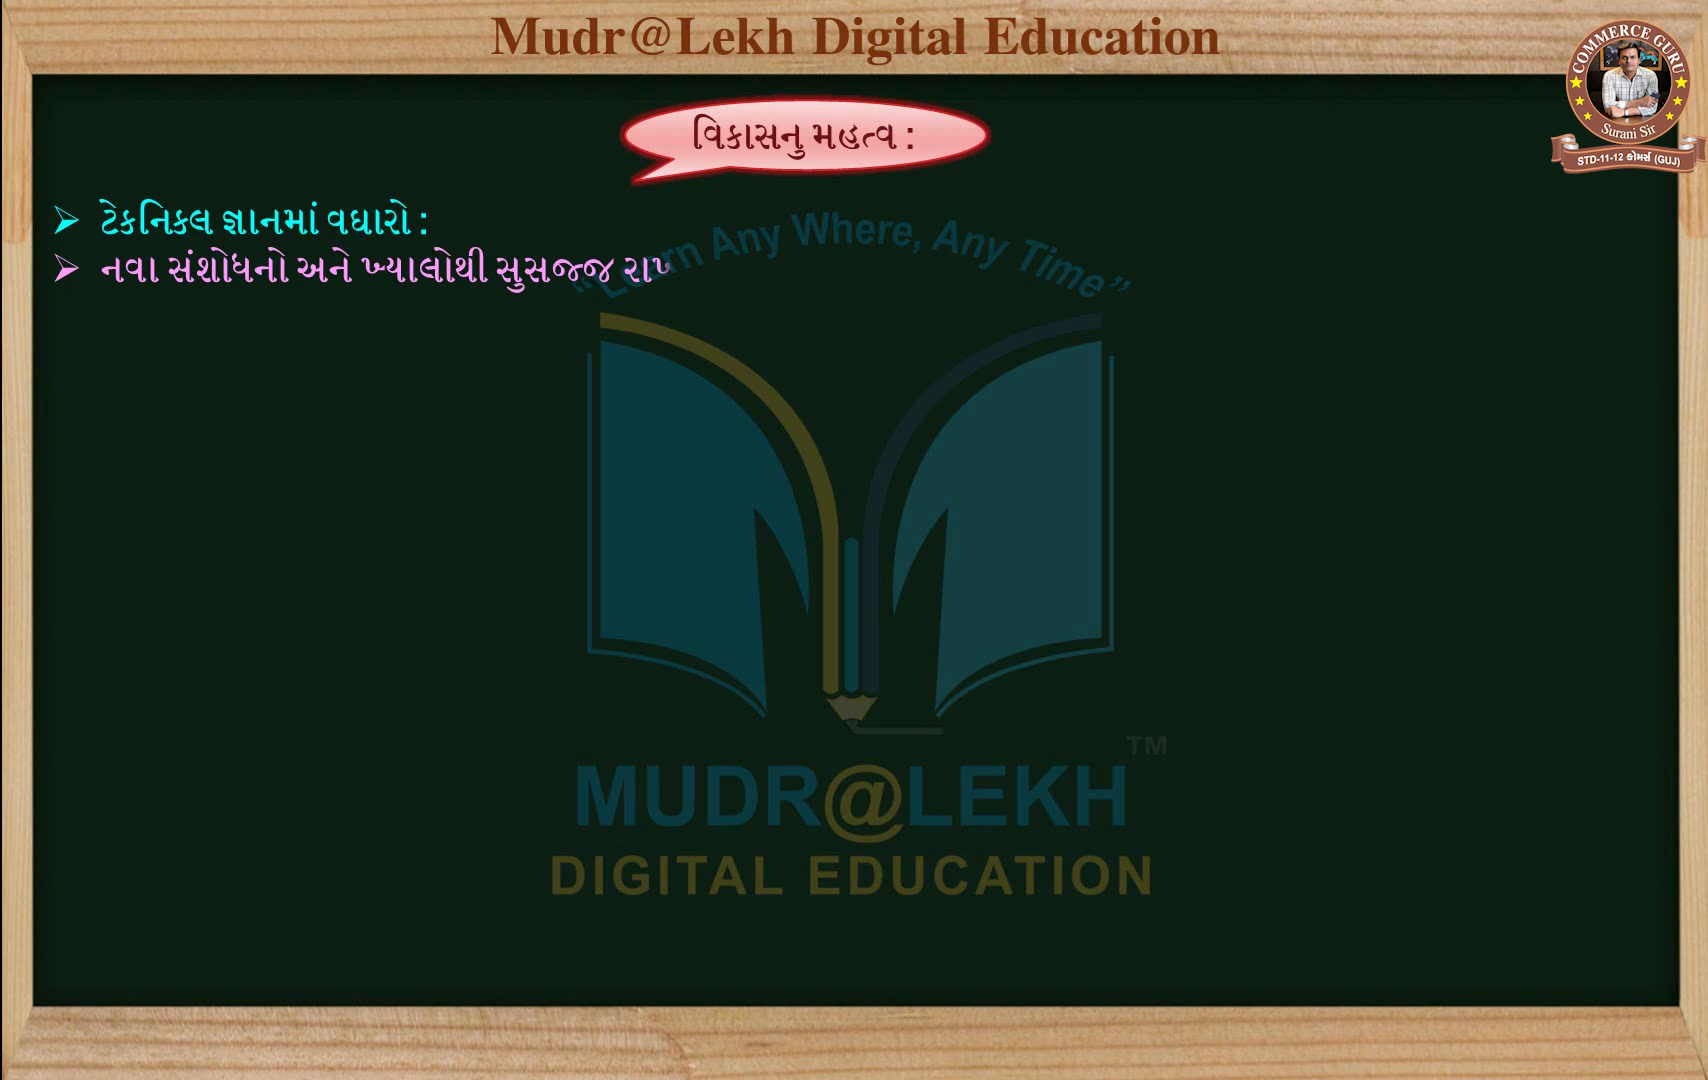 Mudr@Lekh Digital Education
COMMERCE GURU
Surani Sir
STD-11-12 કોમર્સ (GUJ)
વિકાસનુ મહત્વ :
ટેકનિકલ જ્ઞાનમાં વધારો :
નવા સંશોધનો અને ખ્યાલોથી સુસજ્જ
"Learn Any Where, Any Time"
TM
MUDR@LEKH
DIGITAL EDUCATION